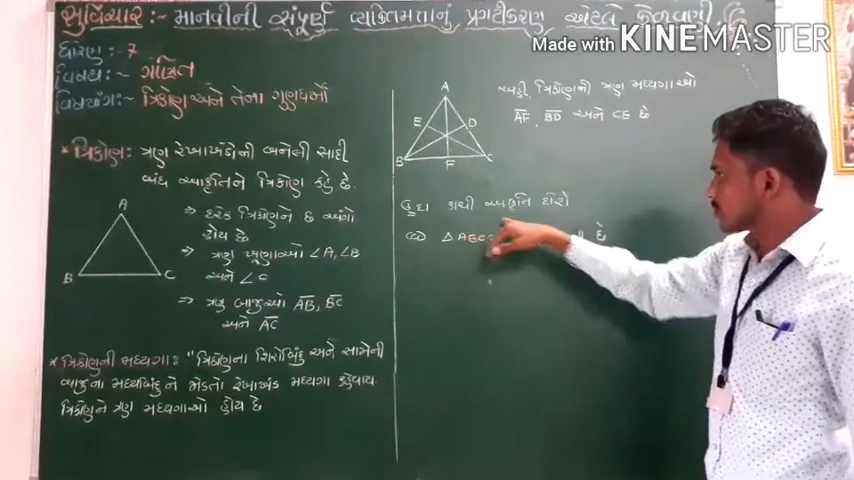 સુવિચાર :- માનવીની સંપૂર્ણ વ્યક્તિમત્તાનું પ્રગટીકરણ એટલે કેળવણી.
Made with KINEMASTER
ધોરણ :- 7
વિષય :- ગણિત
વિષયાંગ :- ત્રિકોણ અને તેના ગુણધર્મો
* ત્રિકોણ : ત્રણ રેખાખંડોની બનેલી સાદી
બંધ આકૃતિને ત્રિકોણ કહે છે.
A
B
C
⇒ દરેક ત્રિકોણને છ અંગો
હોય છે
⇒ ત્રણ ખૂણાઓ ∠A, ∠B
અને ∠C
⇒ ત્રણ બાજુઓ AB, BC
અને AC
* ત્રિકોણની મધ્યગા : "ત્રિકોણના શિરોબિંદુ અને સામેની
બાજુના મધ્યબિંદુ ને જોડતા રેખાખંડ મધ્યગા કહેવાય.
ત્રિકોણને ત્રણ મધ્યગાઓ હોય છે
A
E
D
B
F
C
અહી, ત્રિકોણની ત્રણ મધ્યગાઓ
AF, BD અને CE છે
ઉદા કાચી આકૃતિ દોરો
△ABC
છે